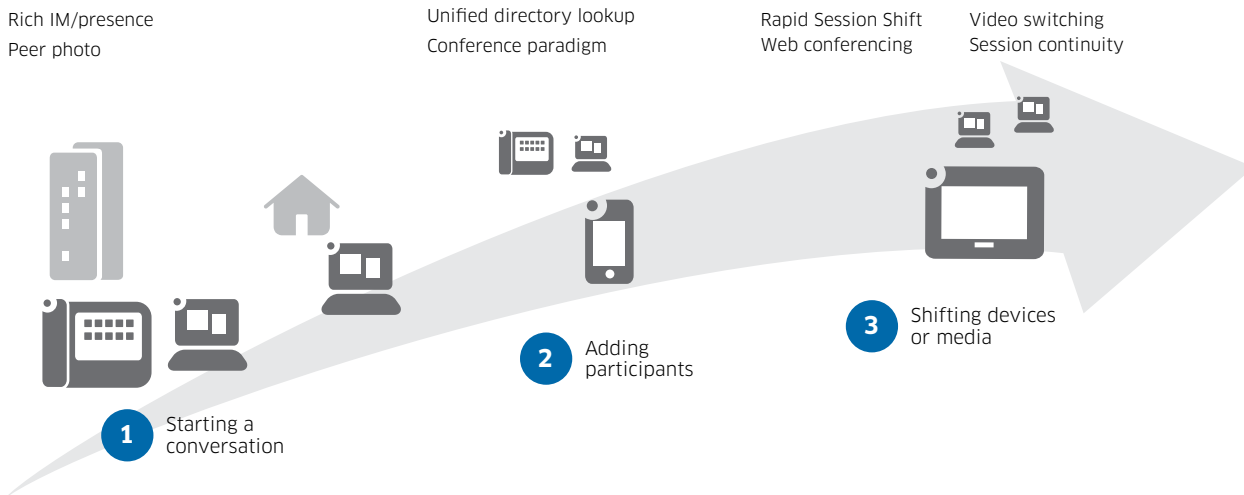 Rich IM/presence
Peer photo
Unified directory lookup
Conference paradigm
Rapid Session Shift
Web conferencing
Video switching
Session continuity
1
Starting a
conversation
2
Adding
participants
3
Shifting devices
or media